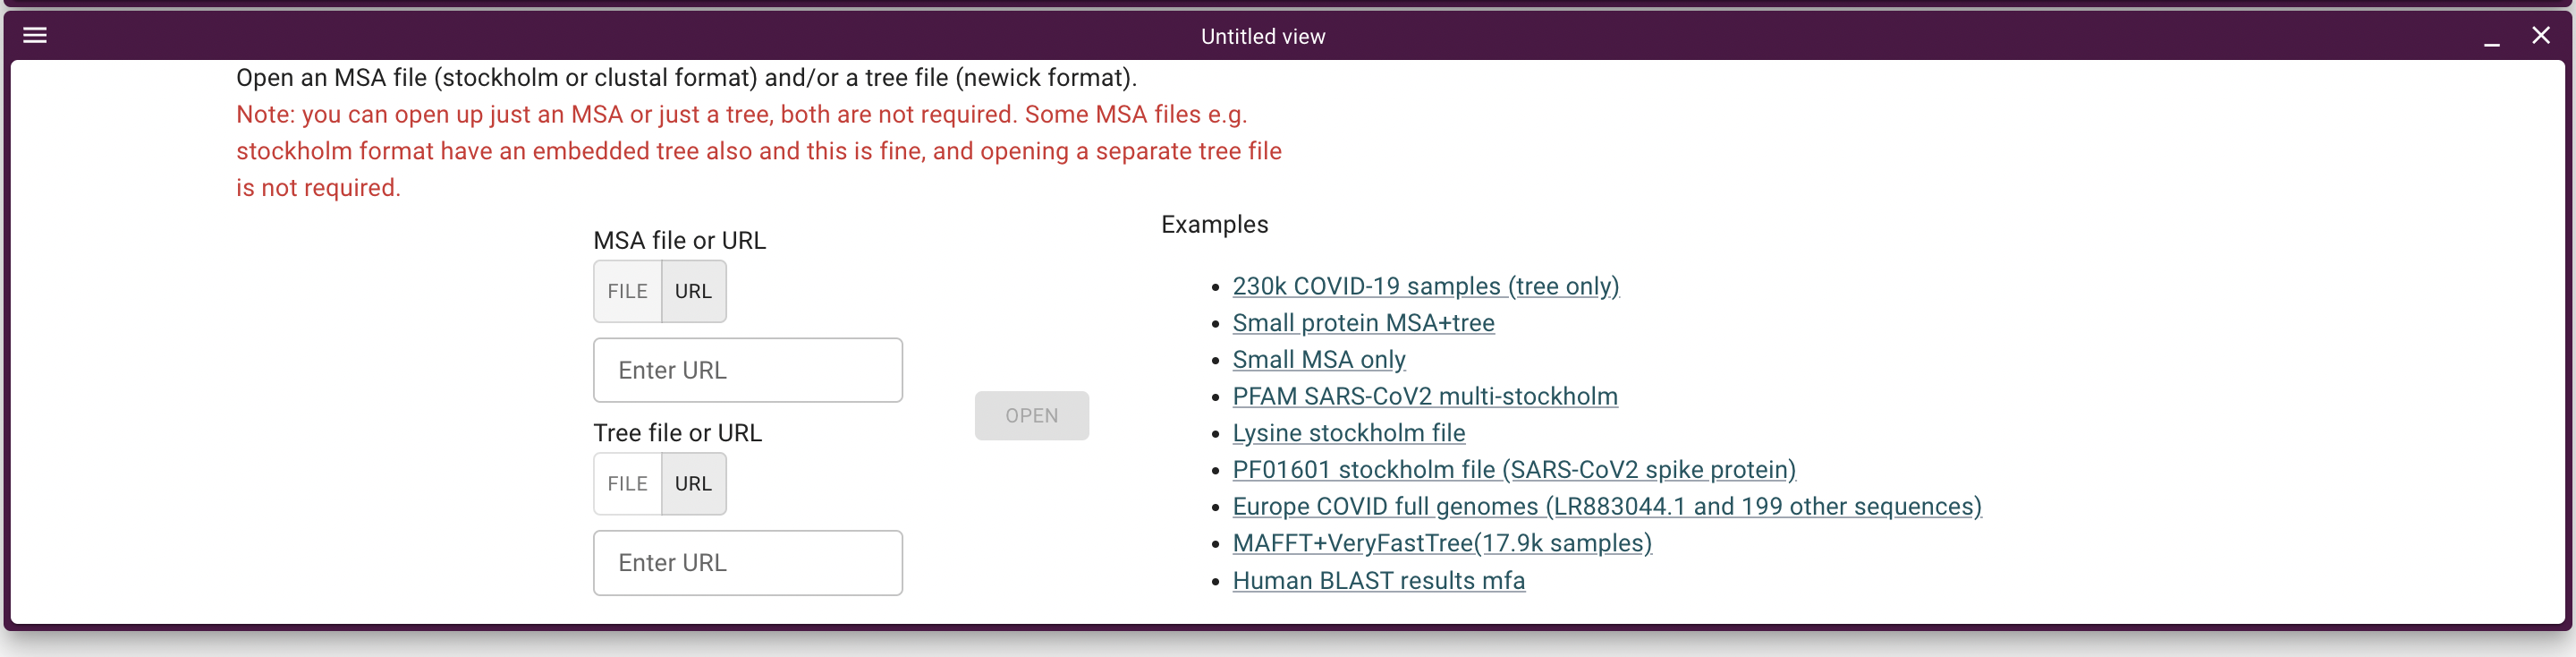 Untitled view
Open an MSA file (stockholm or clustal format) and/or a tree file (newick format).
Note: you can open up just an MSA or just a tree, both are not required. Some MSA files e.g.
stockholm format have an embedded tree also and this is fine, and opening a separate tree file
is not required.
MSA file or URL
FILE URL
Enter URL
Tree file or URL
FILE URL
Enter URL
OPEN
Examples
230k COVID-19 samples (tree only)
Small protein MSA+tree
Small MSA only
PFAM SARS-CoV2 multi-stockholm
Lysine stockholm file
PF01601 stockholm file (SARS-CoV2 spike protein)
Europe COVID full genomes (LR883044.1 and 199 other sequences)
MAFFT+VeryFastTree(17.9k samples)
Human BLAST results mfa